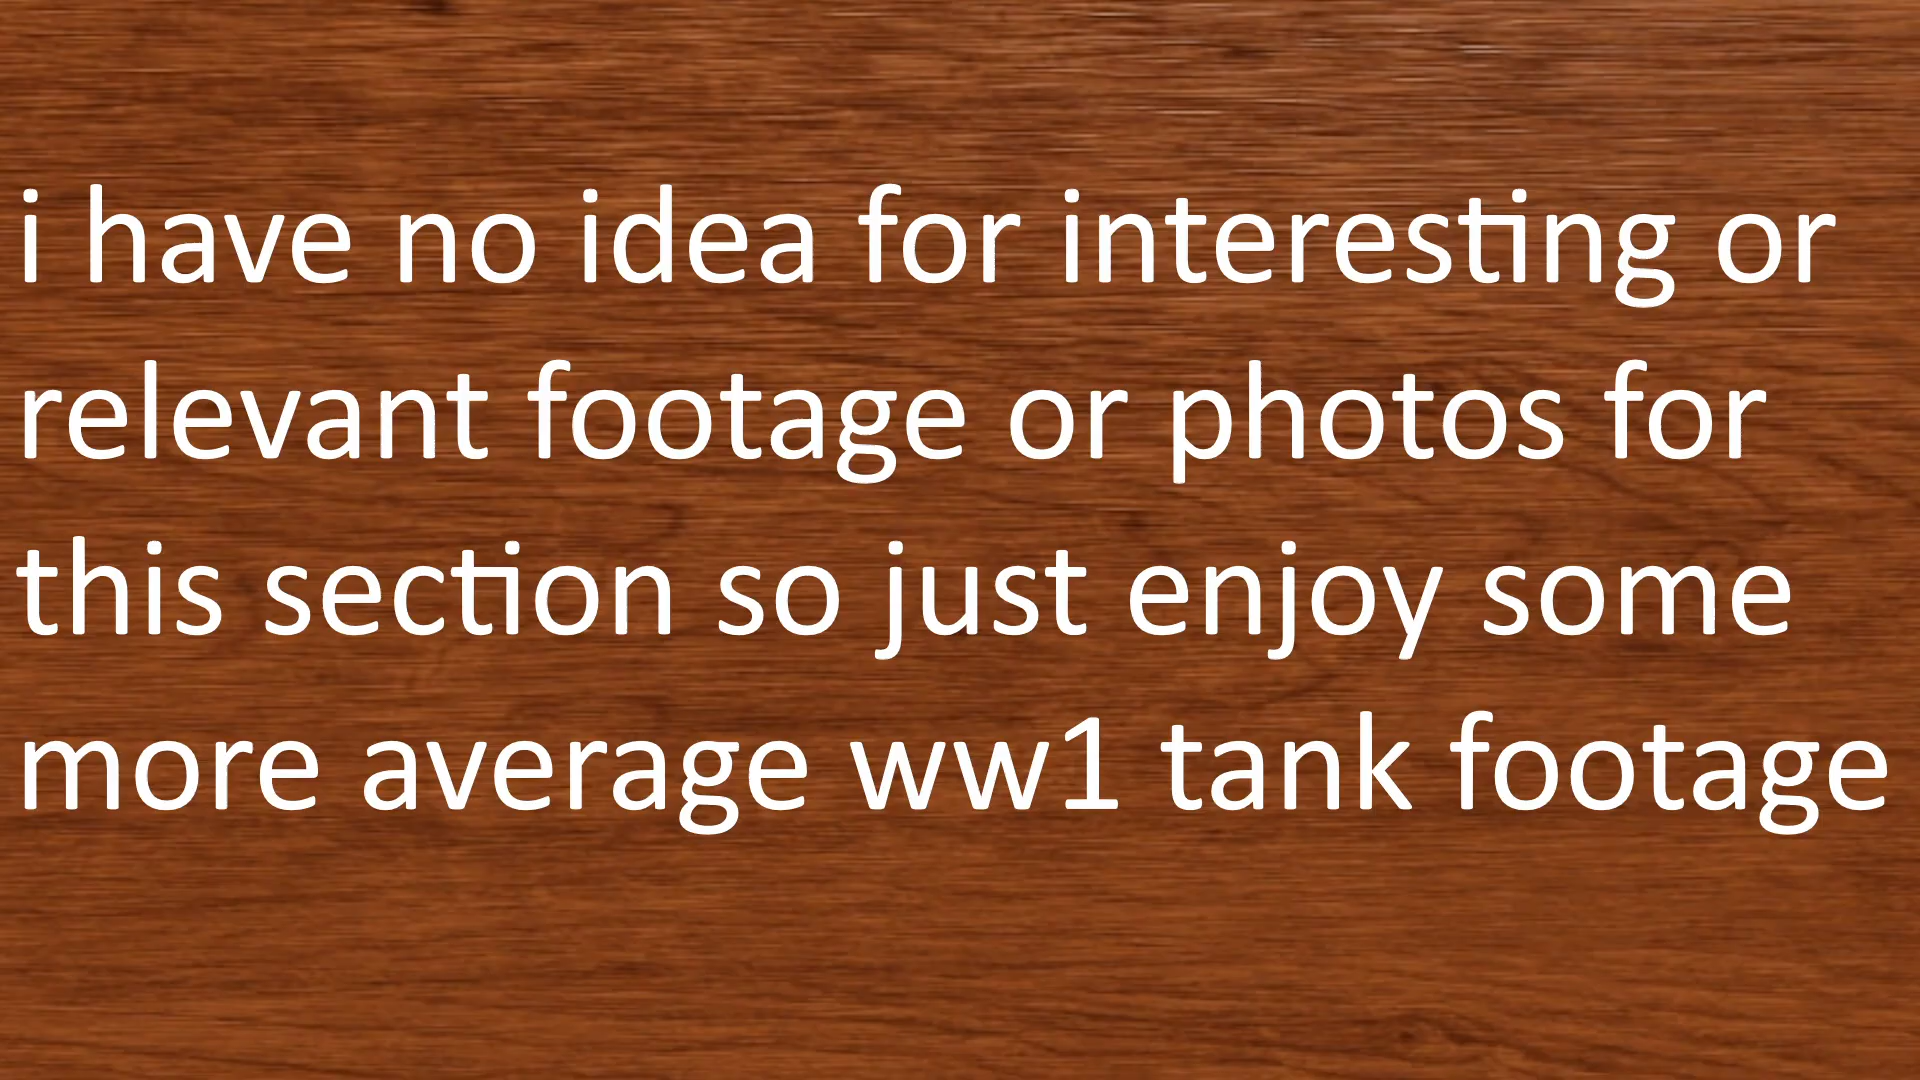 i have no idea for interesting or
relevant footage or photos for
this section so just enjoy some
more average ww1 tank footage